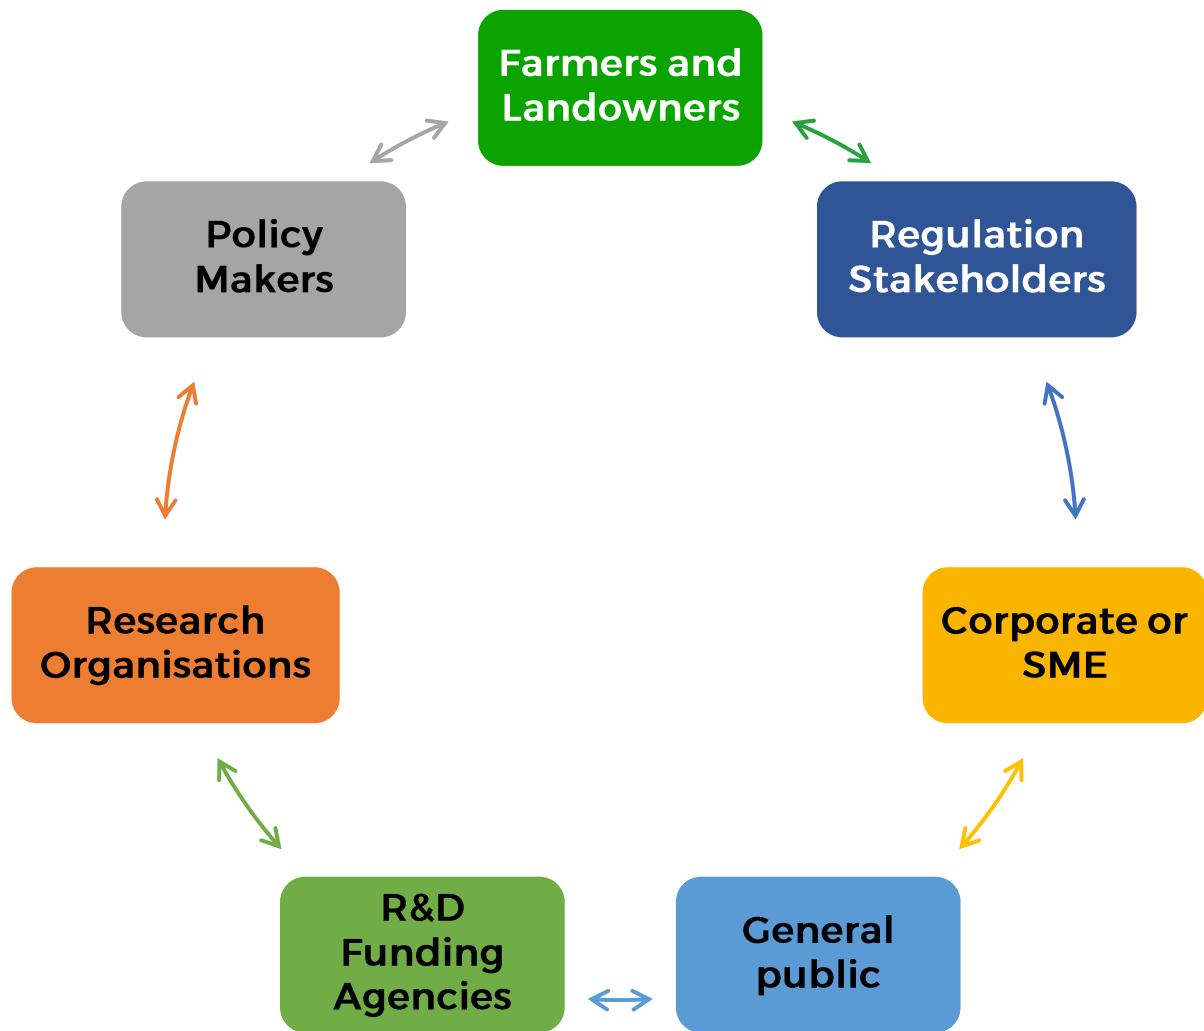 Farmers and
Landowners
Policy
Makers
Regulation
Stakeholders
Research
Organisations
Corporate or
SME
R&D
Funding
Agencies
General
public